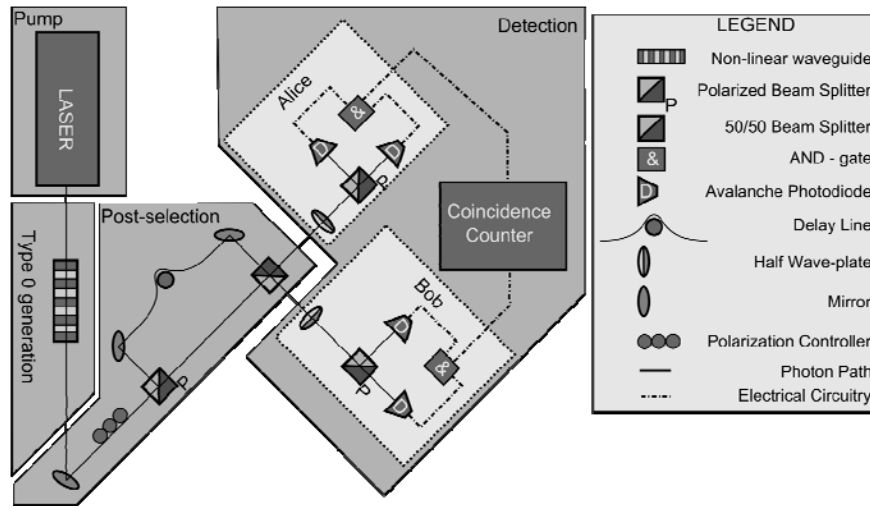 Pump
LASER
Type 0 generation
Post-selection
Detection
Alice
&
D
D
P
Coincidence
Counter
Bob
D
&
D
P
P
LEGEND
Non-linear waveguide
Polarized Beam Splitter
P
50/50 Beam Splitter
& AND - gate
D Avalanche Photodiode
Delay Line
Half Wave-plate
Mirror
Polarization Controller
Photon Path
Electrical Circuitry